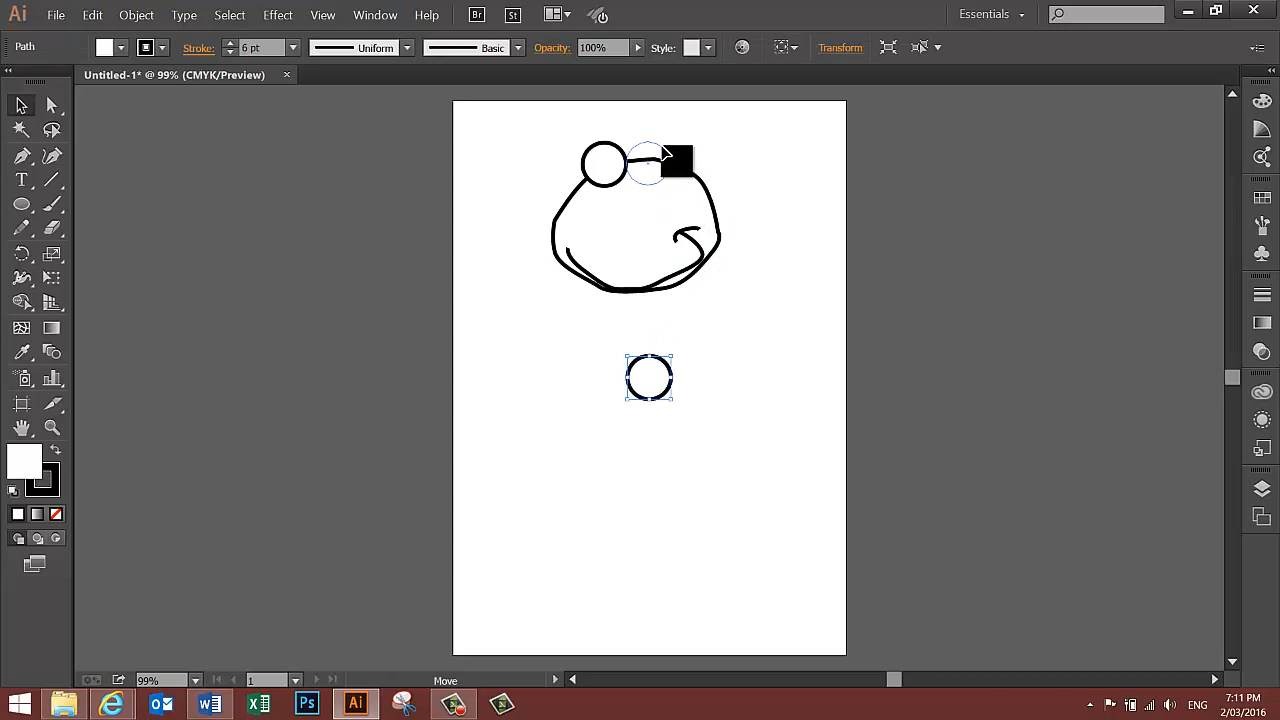 Ai File Edit Object Type Select Effect View Window Help Br St Essentials
Path Stroke: 6 pt Uniform Basic Opacity: 100% Style: Transform
Untitled-1* @ 99% (CMYK/Preview) ×
T
99% 1 Move
Ps Ai ENG
7:11 PM
2/03/2016